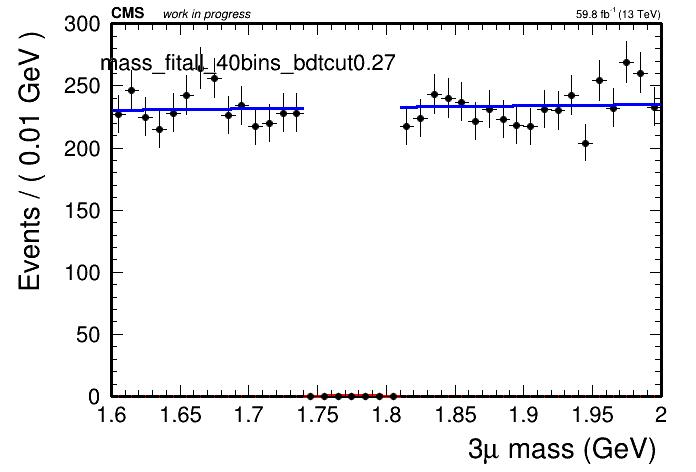 CMS work in progress 59.8 fb⁻¹ (13 TeV)
mass_fitall_40bins_bdtcut0.27
Events / ( 0.01 GeV )
300
250
200
150
100
50
0
1.6 1.65 1.7 1.75 1.8 1.85 1.9 1.95 2
3μ mass (GeV)